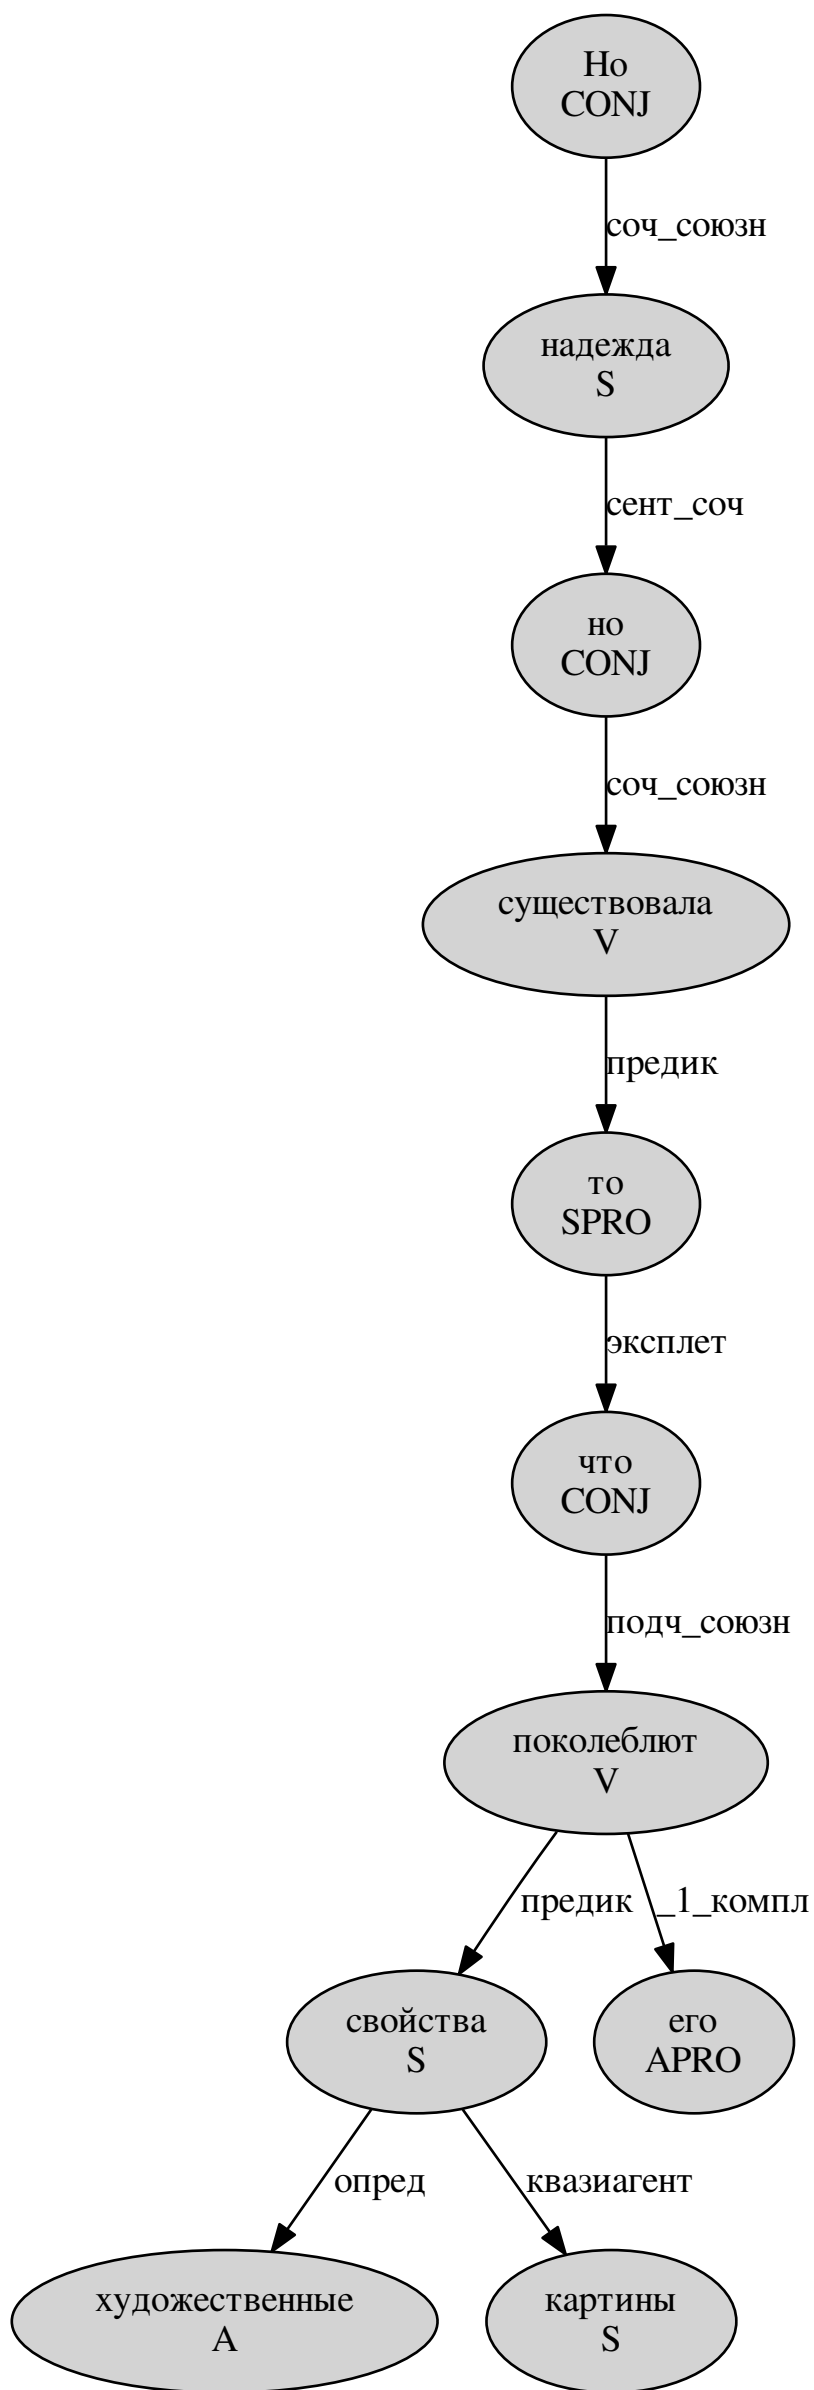 Но
CONJ
соч_союзн
надежда
S
сент_соч
но
CONJ
соч_союзн
существовала
V
предик
то
SPRO
эксплет
что
CONJ
подч_союзн
поколеблют
V
предик
_1_компл
свойства
S
его
APRO
опред
квазиагент
художественные
A
картины
S